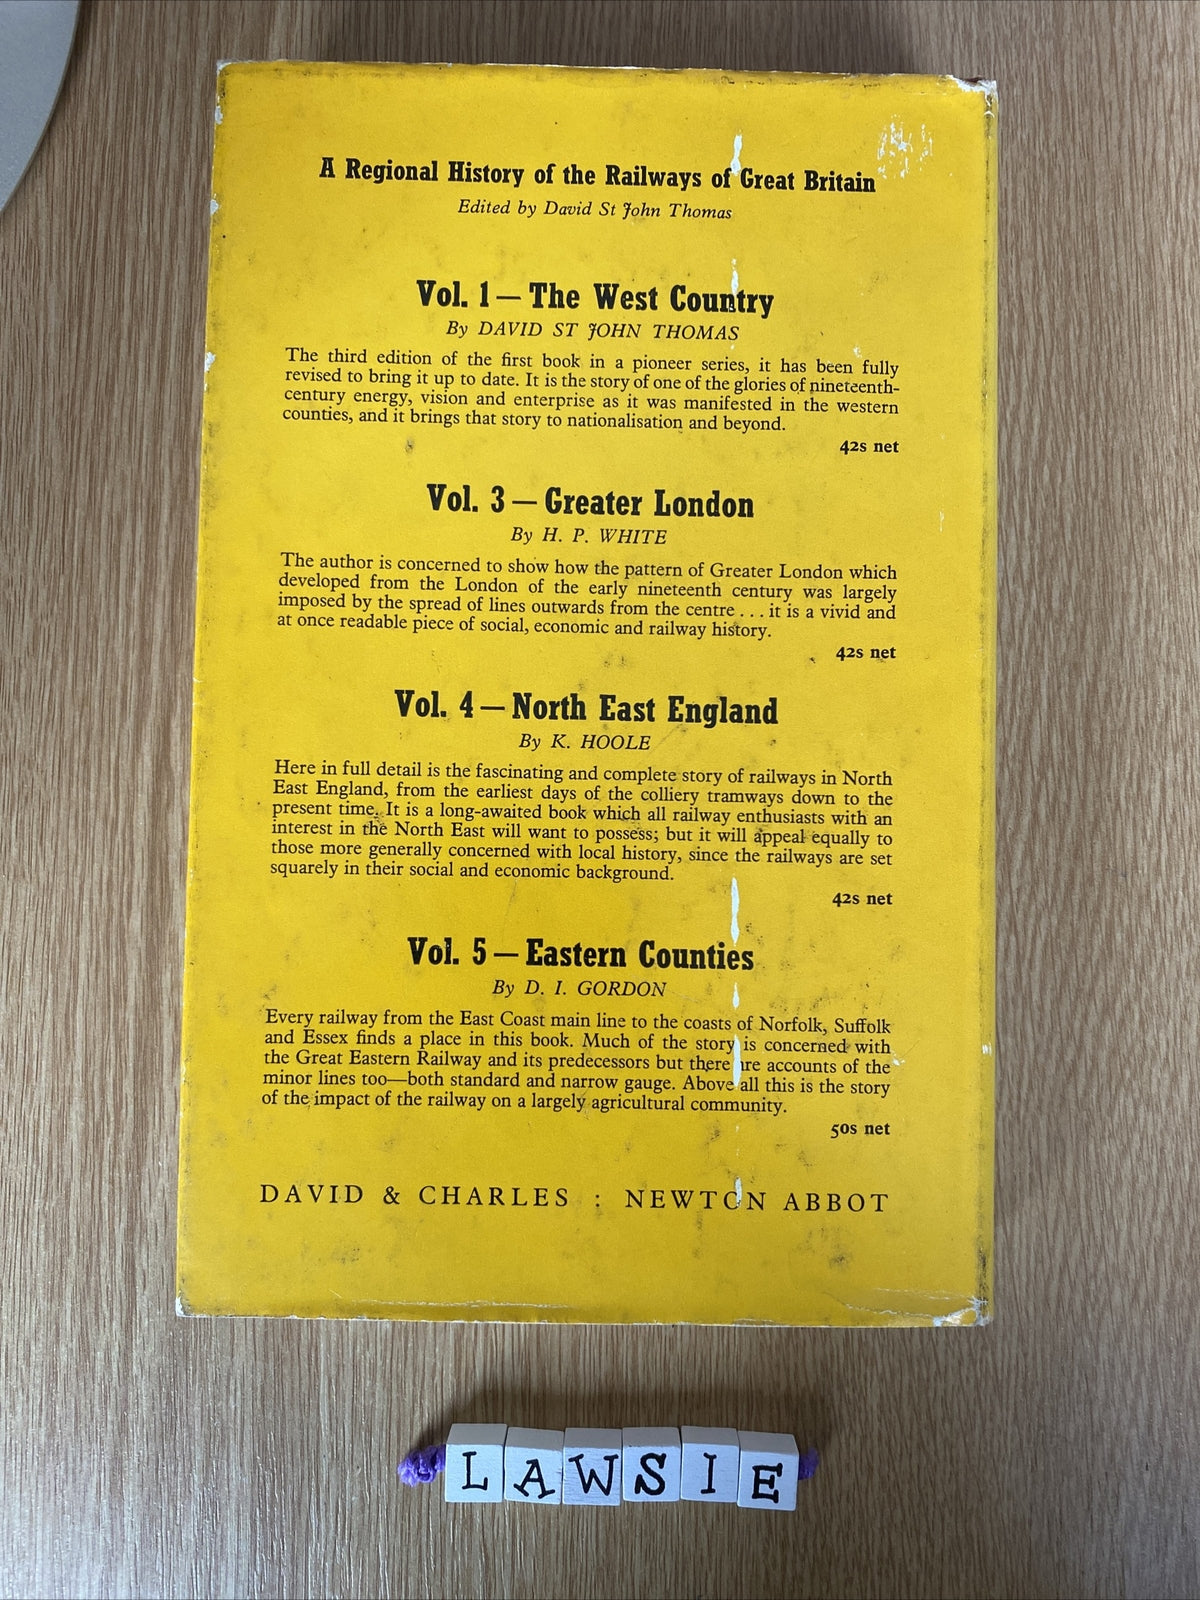 A Regional History of the Railways of Great Britain
Edited by David St John Thomas
Vol. 1 — The West Country
By DAVID ST JOHN THOMAS
The third edition of the first book in a pioneer series, it has been fully
revised to bring it up to date. It is the story of one of the glories of nineteenth-
century energy, vision and enterprise as it was manifested in the western
counties, and it brings that story to nationalisation and beyond.
42s net
Vol. 3 — Greater London
By H. P. WHITE
The author is concerned to show how the pattern of Greater London which
developed from the London of the early nineteenth century was largely
imposed by the spread of lines outwards from the centre . . . it is a vivid and
at once readable piece of social, economic and railway history.
42s net
Vol. 4 — North East England
By K. HOOLE
Here in full detail is the fascinating and complete story of railways in North
East England, from the earliest days of the colliery tramways down to the
present time. It is a long-awaited book which all railway enthusiasts with an
interest in the North East will want to possess; but it will appeal equally to
those more generally concerned with local history, since the railways are set
squarely in their social and economic background.
42s net
Vol. 5 — Eastern Counties
By D. I. GORDON
Every railway from the East Coast main line to the coasts of Norfolk, Suffolk
and Essex finds a place in this book. Much of the story is concerned with
the Great Eastern Railway and its predecessors but there are accounts of the
minor lines too—both standard and narrow gauge. Above all this is the story
of the impact of the railway on a largely agricultural community.
50s net
DAVID & CHARLES : NEWTON ABBOT
LAWSIE